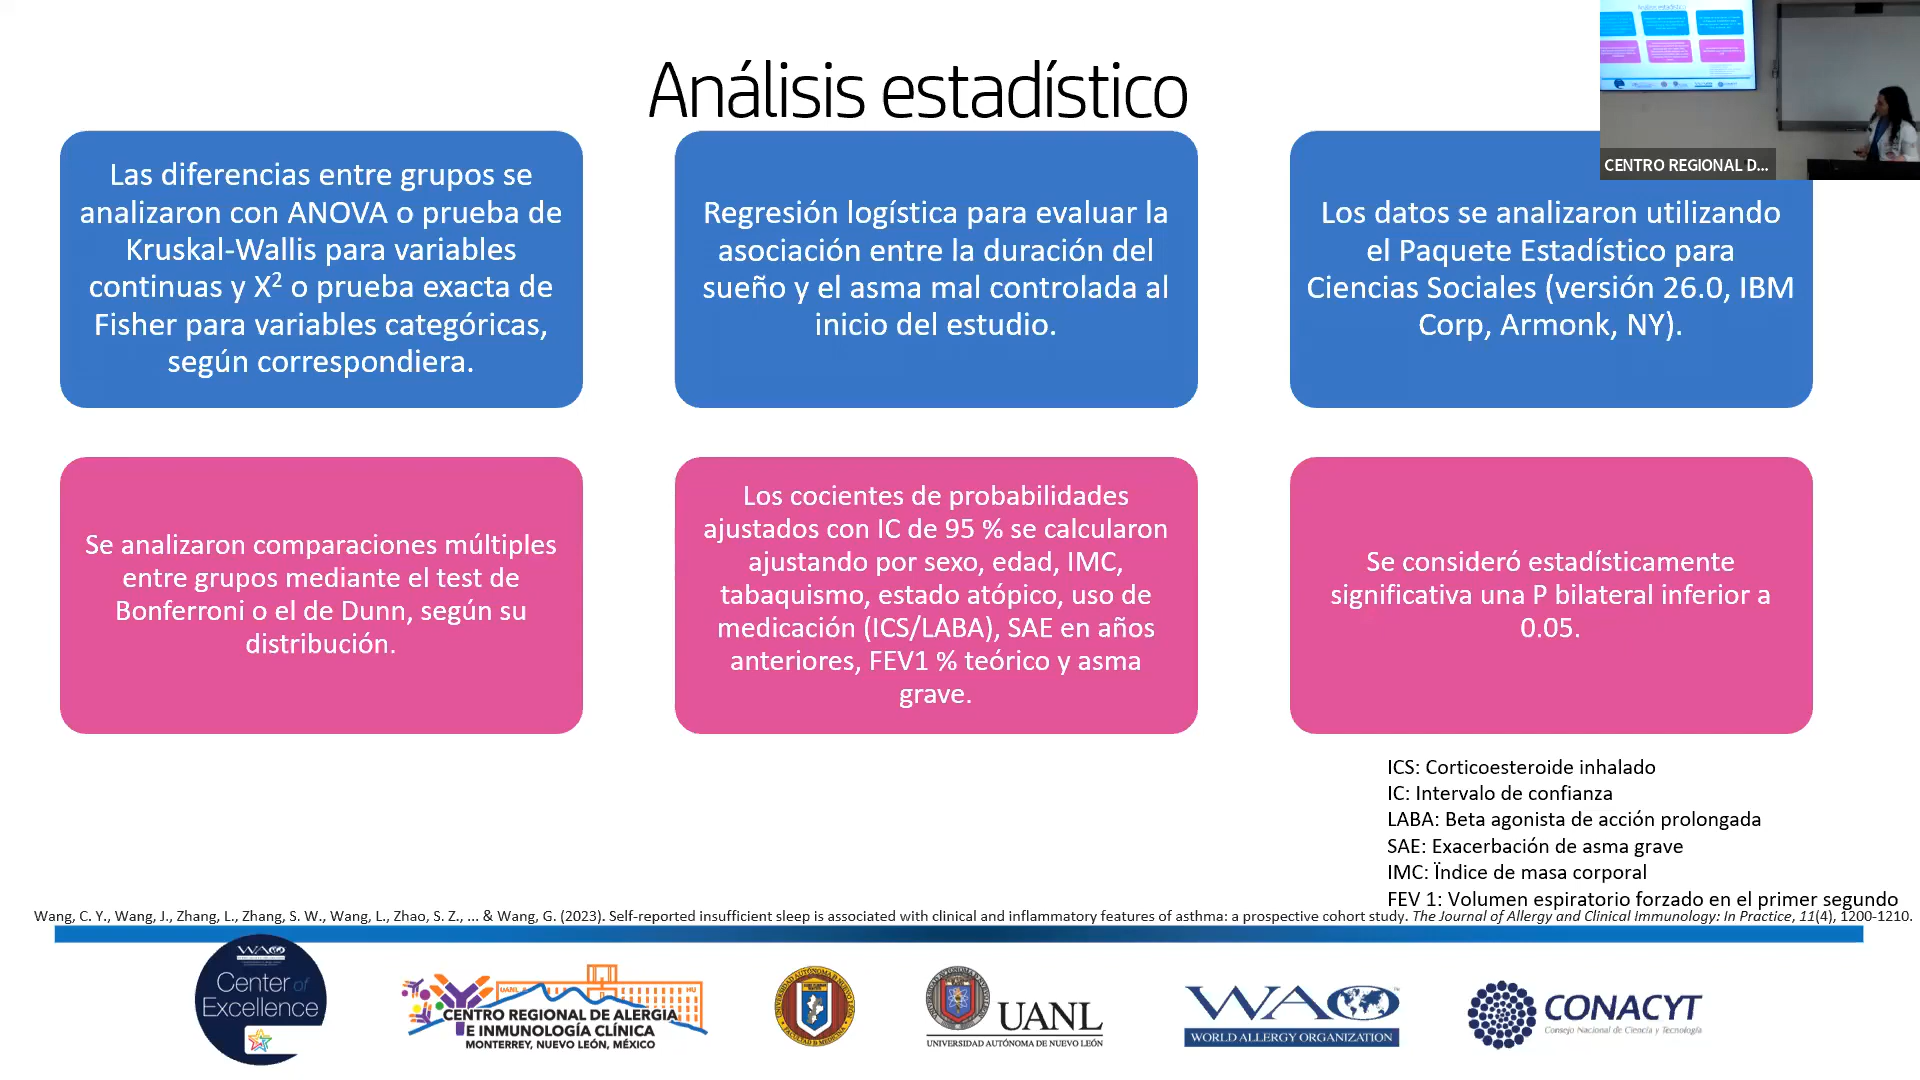 Análisis estadístico
Las diferencias entre grupos se
analizaron con ANOVA o prueba de
Kruskal-Wallis para variables
continuas y X² o prueba exacta de
Fisher para variables categóricas,
según correspondiera.
Regresión logística para evaluar la
asociación entre la duración del
sueño y el asma mal controlada al
inicio del estudio.
Los datos se analizaron utilizando
el Paquete Estadístico para
Ciencias Sociales (versión 26.0, IBM
Corp, Armonk, NY).
CENTRO REGIONAL D...
Se analizaron comparaciones múltiples
entre grupos mediante el test de
Bonferroni o el de Dunn, según su
distribución.
Los cocientes de probabilidades
ajustados con IC de 95 % se calcularon
ajustando por sexo, edad, IMC,
tabaquismo, estado atópico, uso de
medicación (ICS/LABA), SAE en años
anteriores, FEV1 % teórico y asma
grave.
Se consideró estadísticamente
significativa una P bilateral inferior a
0.05.
ICS: Corticoesteroide inhalado
IC: Intervalo de confianza
LABA: Beta agonista de acción prolongada
SAE: Exacerbación de asma grave
IMC: Ïndice de masa corporal
FEV 1: Volumen espiratorio forzado en el primer segundo
Wang, C. Y., Wang, J., Zhang, L., Zhang, S. W., Wang, L., Zhao, S. Z., ... & Wang, G. (2023). Self-reported insufficient sleep is associated with clinical and inflammatory features of asthma: a prospective cohort study. The Journal of Allergy and Clinical Immunology: In Practice, 11(4), 1200-1210.
WAO
Center of
Excellence
UANL
HU
CENTRO REGIONAL DE ALERGIA
E INMUNOLOGÍA CLÍNICA
MONTERREY, NUEVO LEÓN, MÉXICO
UANL
UNIVERSIDAD AUTÓNOMA DE NUEVO LEÓN
WAO
WORLD ALLERGY ORGANIZATION
CONACYT
Consejo Nacional de Ciencia y Tecnología